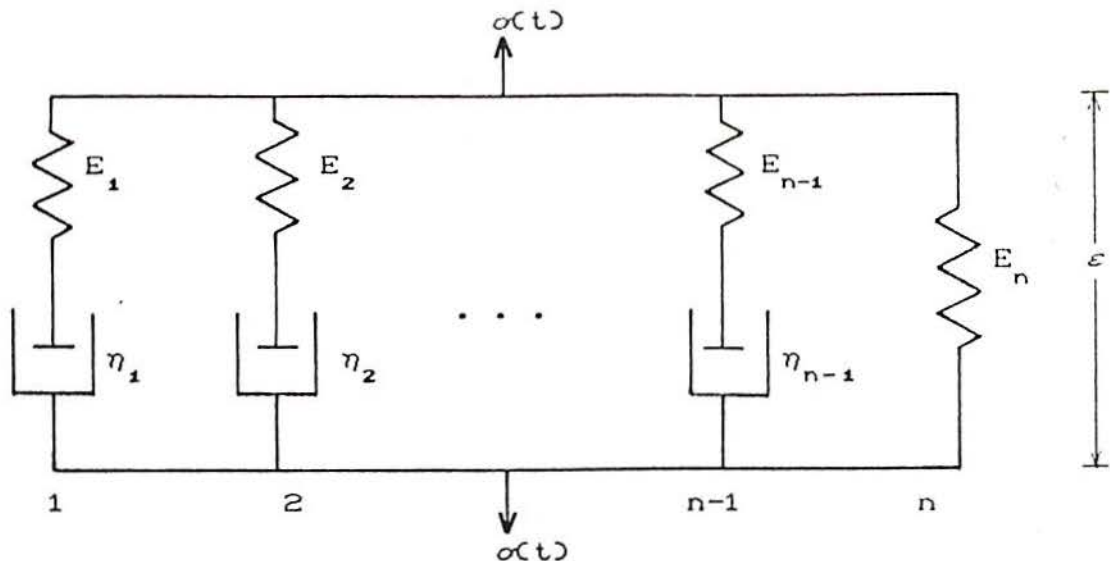 σ(t)
E₁ E₂ Eₙ₋₁ Eₙ ε
η₁ η₂ . . . ηₙ₋₁
1 2 n-1 n
σ(t)